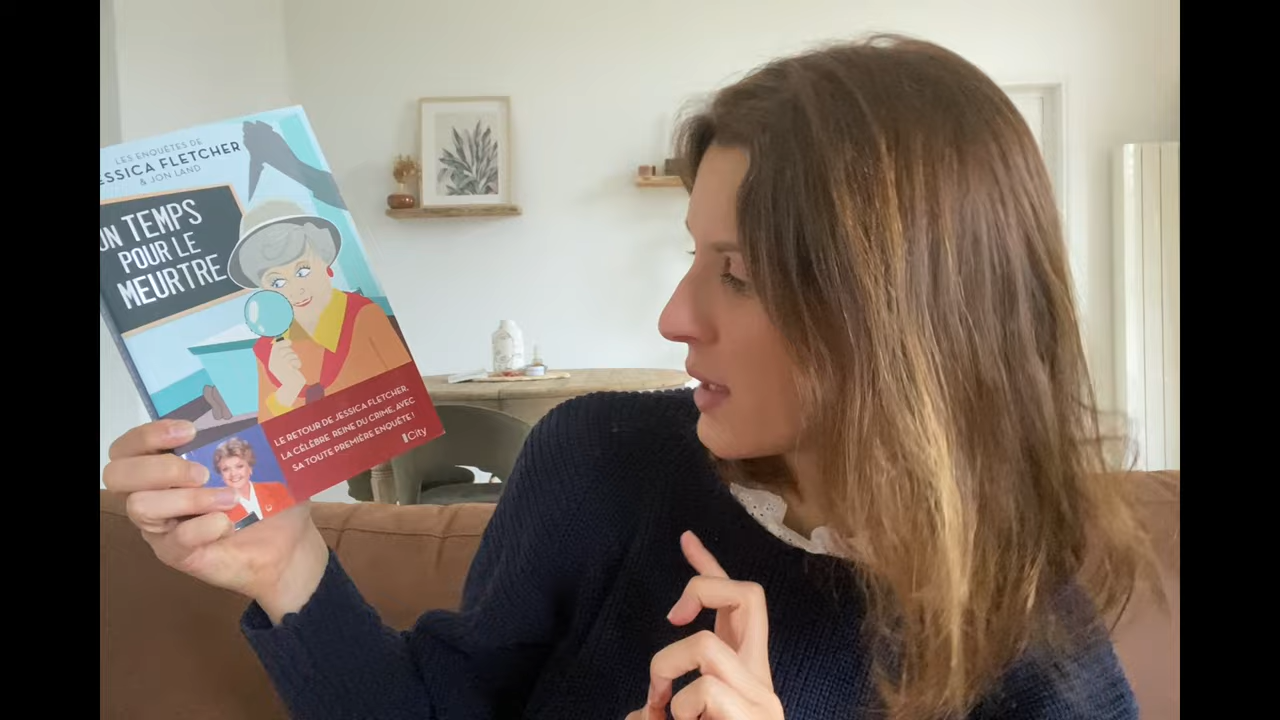 LES ENQUÊTES DE
ESSICA FLETCHER
& JON LAND
UN TEMPS
POUR LE
MEURTRE
LE RETOUR DE JESSICA FLETCHER,
LA CÉLÈBRE REINE DU CRIME, AVEC
SA TOUTE PREMIÈRE ENQUÊTE !
City